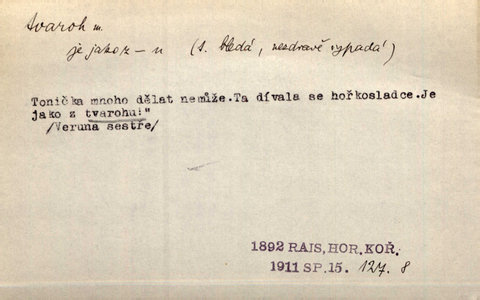 tvaroh m.
je jako z – u (t. bledá, nezdravě vypadá)
Tonička mnoho dělat nemůže.Ta dívala se hořkosladce.Je
jako z tvarohu!"
/Veruna sestře/
1892 RAIS, HOR. KOŘ.
1911 SP. 15. 127. 8